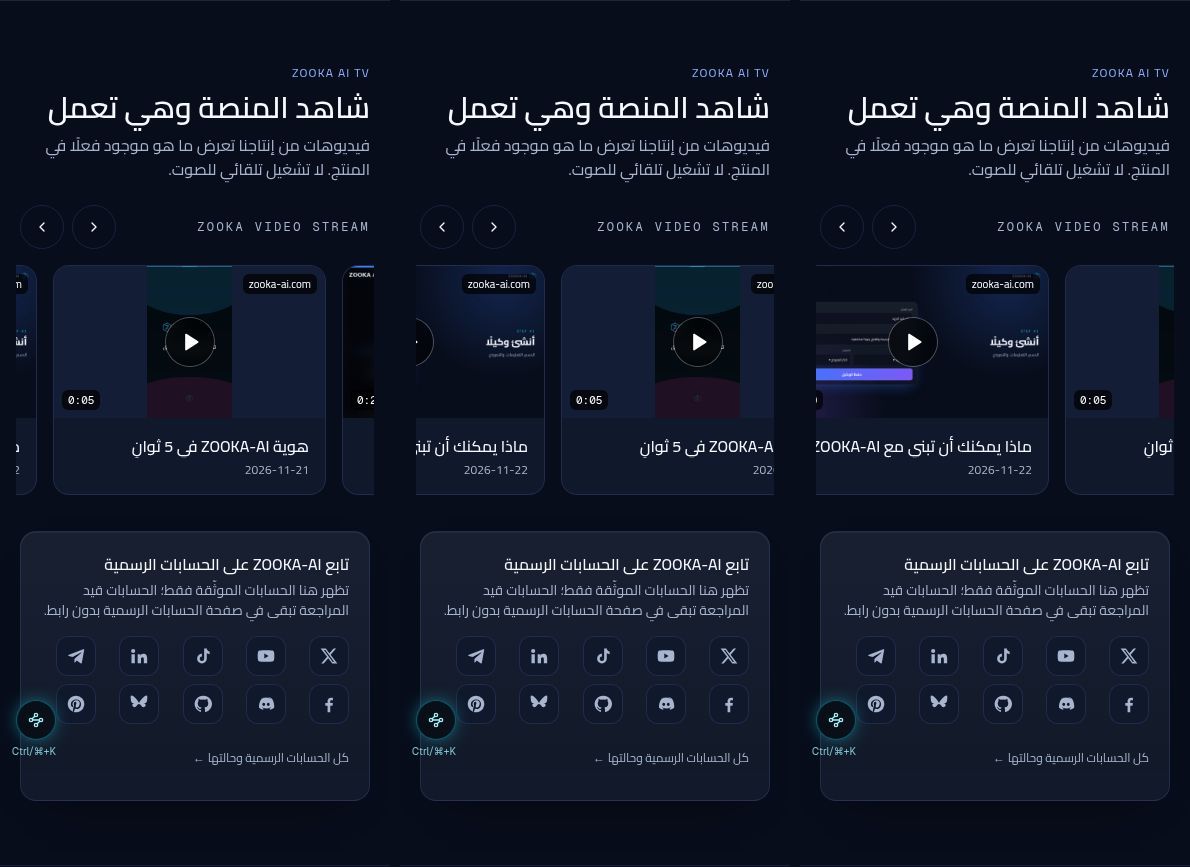 ZOOKA AI TV
شاهد المنصة وهي تعمل
فيديوهات من إنتاجنا تعرض ما هو موجود فعلًا في
المنتج. لا تشغيل تلقائي للصوت.
ZOOKA VIDEO STREAM
zooka-ai.com
0:05
هوية ZOOKA-AI في 5 ثوانٍ
2026-11-21
ZOOKA
أنشئ
تابع ZOOKA-AI على الحسابات الرسمية
تظهر هنا الحسابات الموثّقة فقط؛ الحسابات قيد
المراجعة تبقى في صفحة الحسابات الرسمية بدون رابط.
Ctrl/⌘+K
كل الحسابات الرسمية وحالتها ←
ZOOKA AI TV
شاهد المنصة وهي تعمل
فيديوهات من إنتاجنا تعرض ما هو موجود فعلًا في
المنتج. لا تشغيل تلقائي للصوت.
ZOOKA VIDEO STREAM
zooka-ai.com
أنشئ وكيلًا
0:05
ZOOKA-A في 5 ثوانٍ
ماذا يمكنك أن
2026-11-22
تابع ZOOKA-AI على الحسابات الرسمية
تظهر هنا الحسابات الموثّقة فقط؛ الحسابات قيد
المراجعة تبقى في صفحة الحسابات الرسمية بدون رابط.
Ctrl/⌘+K
كل الحسابات الرسمية وحالتها ←
ZOOKA AI TV
شاهد المنصة وهي تعمل
فيديوهات من إنتاجنا تعرض ما هو موجود فعلًا في
المنتج. لا تشغيل تلقائي للصوت.
ZOOKA VIDEO STREAM
zooka-ai.com
أنشئ وكيلًا
0:05
ماذا يمكنك أن تبني مع ZOOKA-AI
2026-11-22
تابع ZOOKA-AI على الحسابات الرسمية
تظهر هنا الحسابات الموثّقة فقط؛ الحسابات قيد
المراجعة تبقى في صفحة الحسابات الرسمية بدون رابط.
Ctrl/⌘+K
كل الحسابات الرسمية وحالتها ←